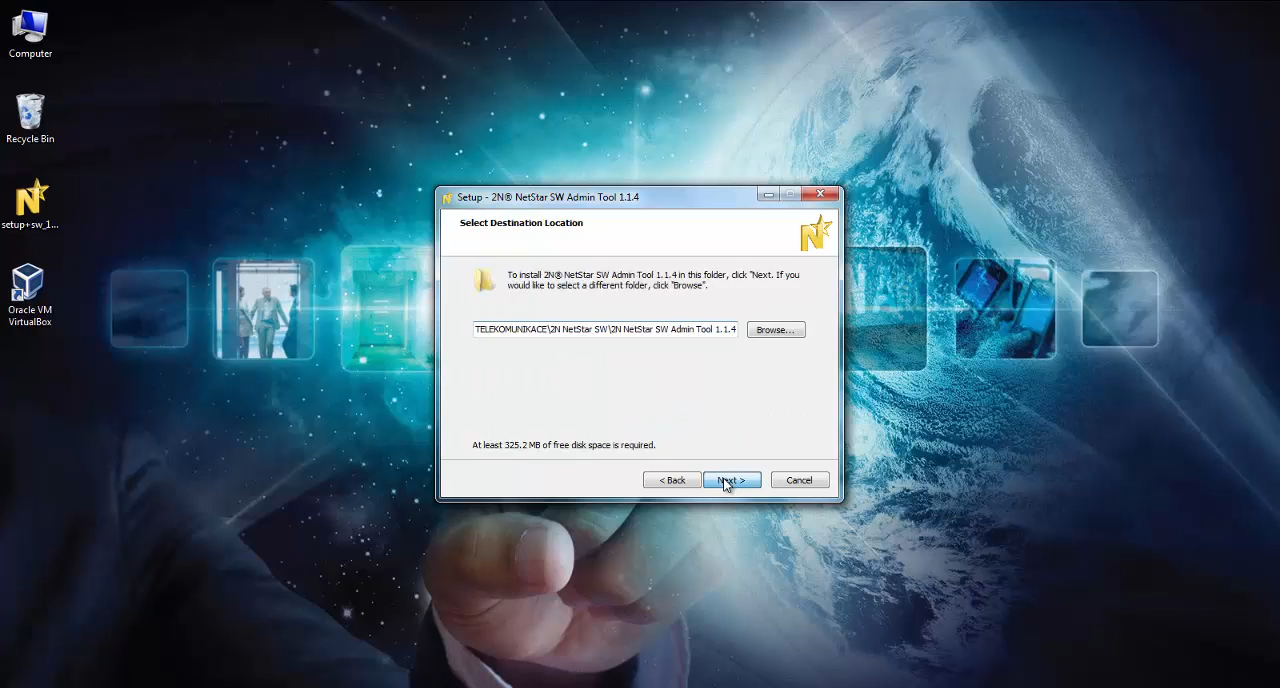 Computer
Recycle Bin
setup+sw_1...
Oracle VM
VirtualBox
Setup - 2N® NetStar SW Admin Tool 1.1.4
Select Destination Location
To install 2N® NetStar SW Admin Tool 1.1.4 in this folder, click "Next. If you
would like to select a different folder, click "Browse".
TELEKOMUNIKACE\2N NetStar SW\2N NetStar SW Admin Tool 1.1.4
Browse...
At least 325.2 MB of free disk space is required.
< Back
Next >
Cancel